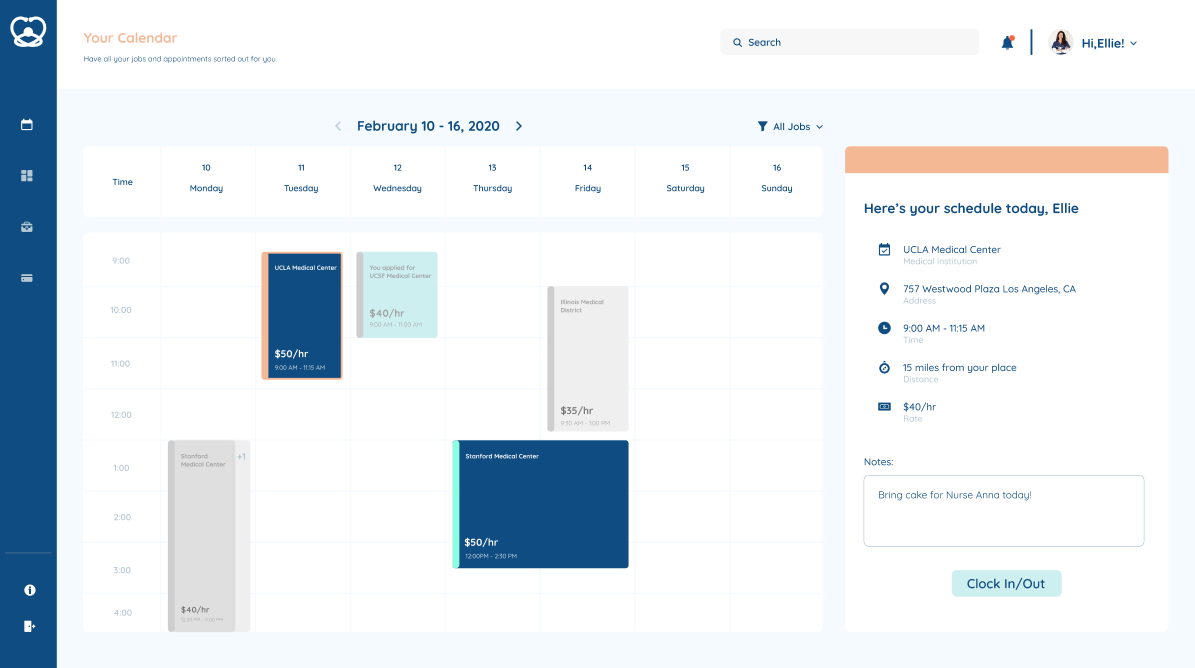 Your Calendar
Have all your jobs and appointments sorted out for you
Search
Hi,Ellie!
February 10 - 16, 2020
All Jobs
Time
10
Monday
11
Tuesday
12
Wednesday
13
Thursday
14
Friday
15
Saturday
16
Sunday
9:00
10:00
11:00
12:00
1:00
2:00
3:00
4:00
Stanford
Medical Center
+1
$40/hr
12:30 PM - 5:00 PM
UCLA Medical Center
$50/hr
9:00 AM - 11:15 AM
You applied for
UCSF Medical Center
$40/hr
9:00 AM - 11:00 AM
Illinois Medical
District
$35/hr
9:30 AM - 1:00 PM
Stanford Medical Center
$50/hr
12:00PM - 2:30 PM
Here's your schedule today, Ellie
UCLA Medical Center
Medical Institution
757 Westwood Plaza Los Angeles, CA
Address
9:00 AM - 11:15 AM
Time
15 miles from your place
Distance
$40/hr
Rate
Notes:
Bring cake for Nurse Anna today!
Clock In/Out